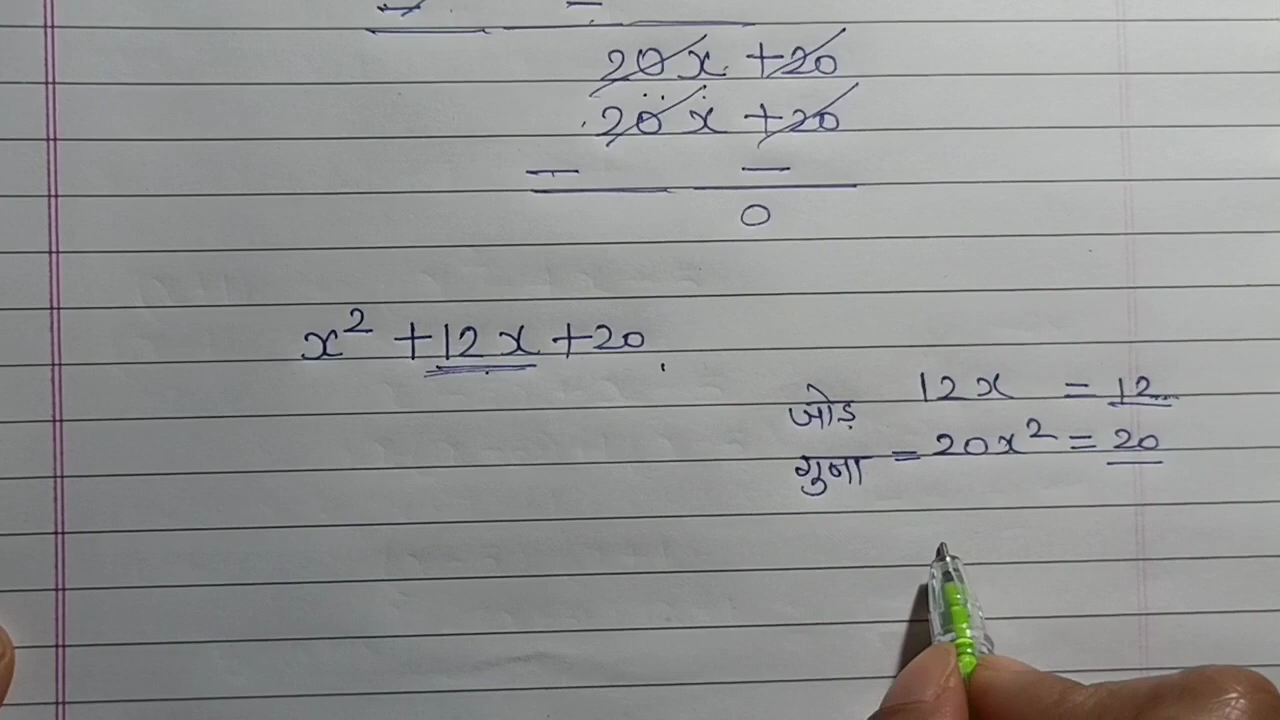 20x +20
20x +20
— —
0
x² +12x +20
जोड़ 12x = 12
गुना = 20x² = 20